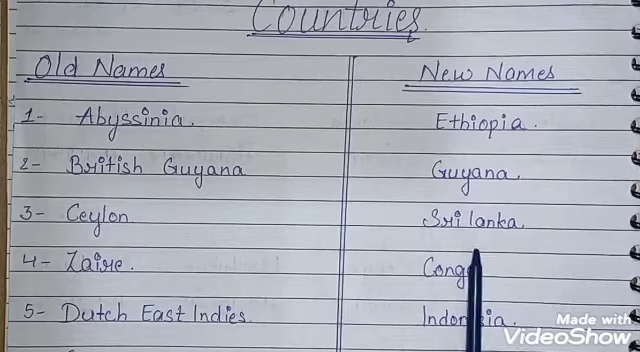 Countries.
Old Names New Names
1- Abyssinia. Ethiopia.
2- British Guyana Guyana.
3- Ceylon Sri lanka.
4- Zaire.
5- Dutch East Indies.
Made with
VideoShow